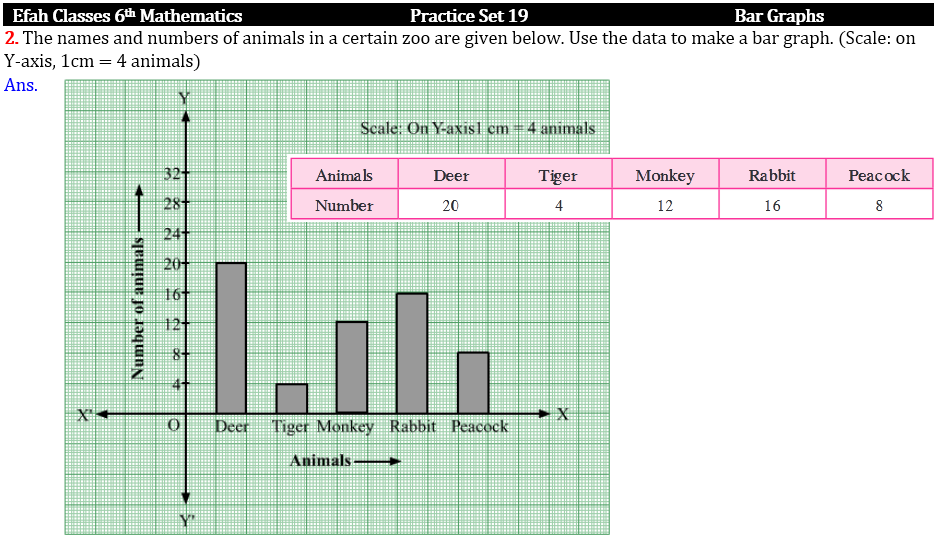 Efah Classes 6th Mathematics Practice Set 19 Bar Graphs
2. The names and numbers of animals in a certain zoo are given below. Use the data to make a bar graph. (Scale: on
Y-axis, 1cm = 4 animals)
Ans.
Y
Scale: On Y-axis1 cm = 4 animals
Animals Deer Tiger Monkey Rabbit Peacock
Number 20 4 12 16 8
32
28
24
20
16
12
8
4
Number of animals
X' X
O Deer Tiger Monkey Rabbit Peacock
Animals
Y'